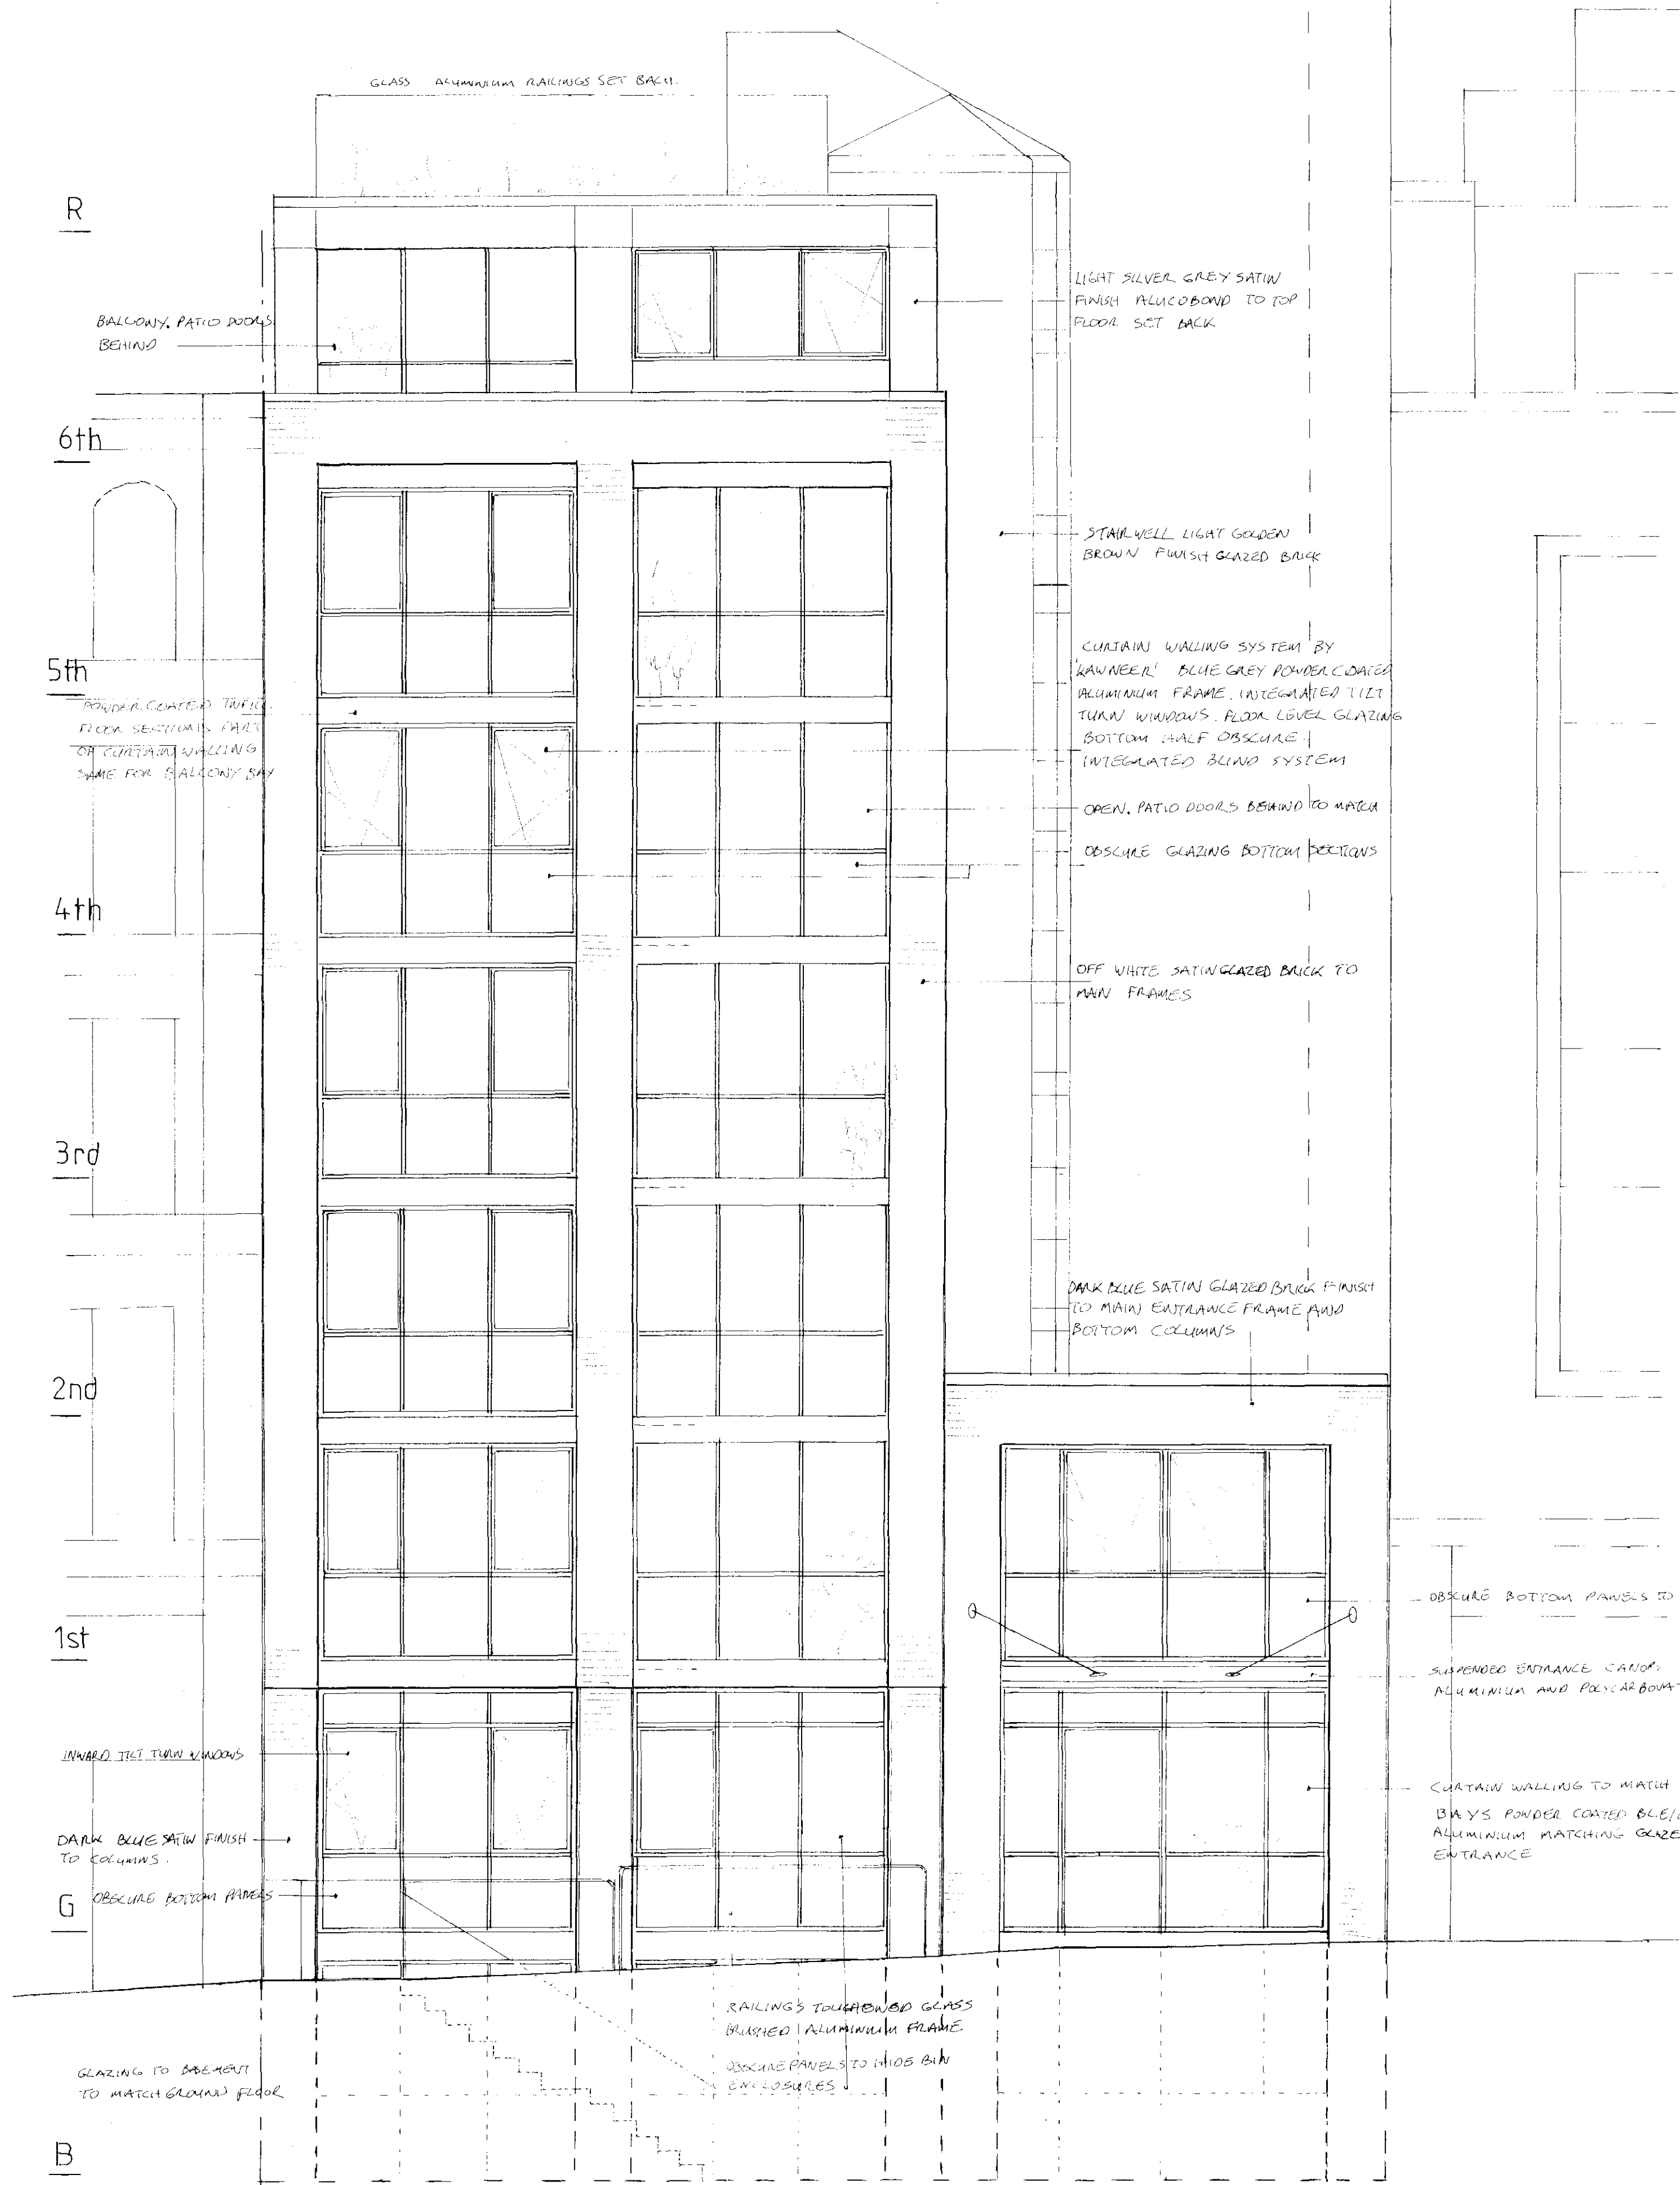 GLASS ALUMINIUM RAILINGS SET BACK.
R
LIGHT SILVER GREY SATIN
FINISH ALUCOBOND TO TOP
FLOOR SET BACK
BALCONY. PATIO DOORS
BEHIND
6th
STAIRWELL LIGHT GOLDEN
BROWN FINISH GLAZED BRICK
5th
POWDER COATED INFILL
FLOOR SECTIONS PART
OF CURTAIN WALLING
SAME FOR BALCONY BAY
CURTAIN WALLING SYSTEM BY
'KAWNEER' BLUE GREY POWDER COATED
ALUMINIUM FRAME. INTEGRATED TILT
TURN WINDOWS. FLOOR LEVEL GLAZING
BOTTOM HALF OBSCURE.
INTEGRATED BLIND SYSTEM
OPEN. PATIO DOORS BEHIND TO MATCH
OBSCURE GLAZING BOTTOM SECTIONS
4th
OFF WHITE SATIN GLAZED BRICK TO
MAIN FRAMES
3rd
DARK BLUE SATIN GLAZED BRICK FINISH
TO MAIN ENTRANCE FRAME AND
BOTTOM COLUMNS
2nd
OBSCURE BOTTOM PANELS TO
1st
SUSPENDED ENTRANCE CANOP
ALUMINIUM AND POLYCARBONAT
INWARD TILT TURN WINDOWS
CURTAIN WALLING TO MATCH
BAYS POWDER COATED BLUE/
ALUMINIUM MATCHING GLAZE
ENTRANCE
DARK BLUE SATIN FINISH
TO COLUMNS.
OBSCURE BOTTOM PANELS
G
RAILINGS TOUGHENED GLASS
BRUSHED ALUMINIUM FRAME
OBSCURE PANELS TO HIDE BIN
ENCLOSURES
GLAZING TO BASEMENT
TO MATCH GROUND FLOOR
B